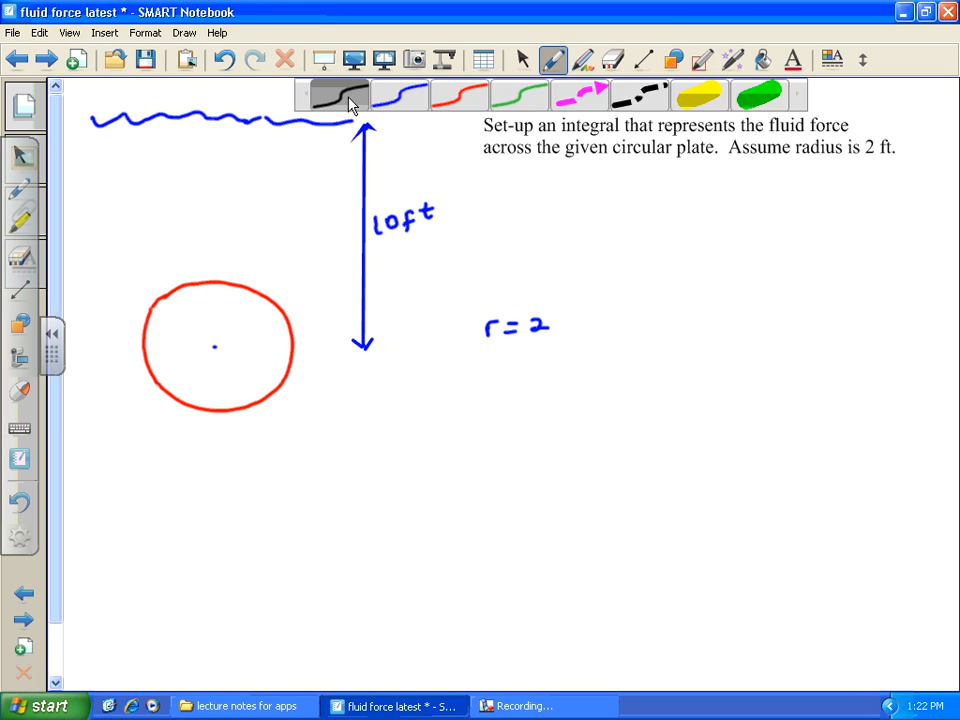 fluid force latest * - SMART Notebook
File Edit View Insert Format Draw Help
Set-up an integral that represents the fluid force
across the given circular plate. Assume radius is 2 ft.
10ft
r = 2
start
lecture notes for apps
fluid force latest * - S...
Recording...
1:22 PM